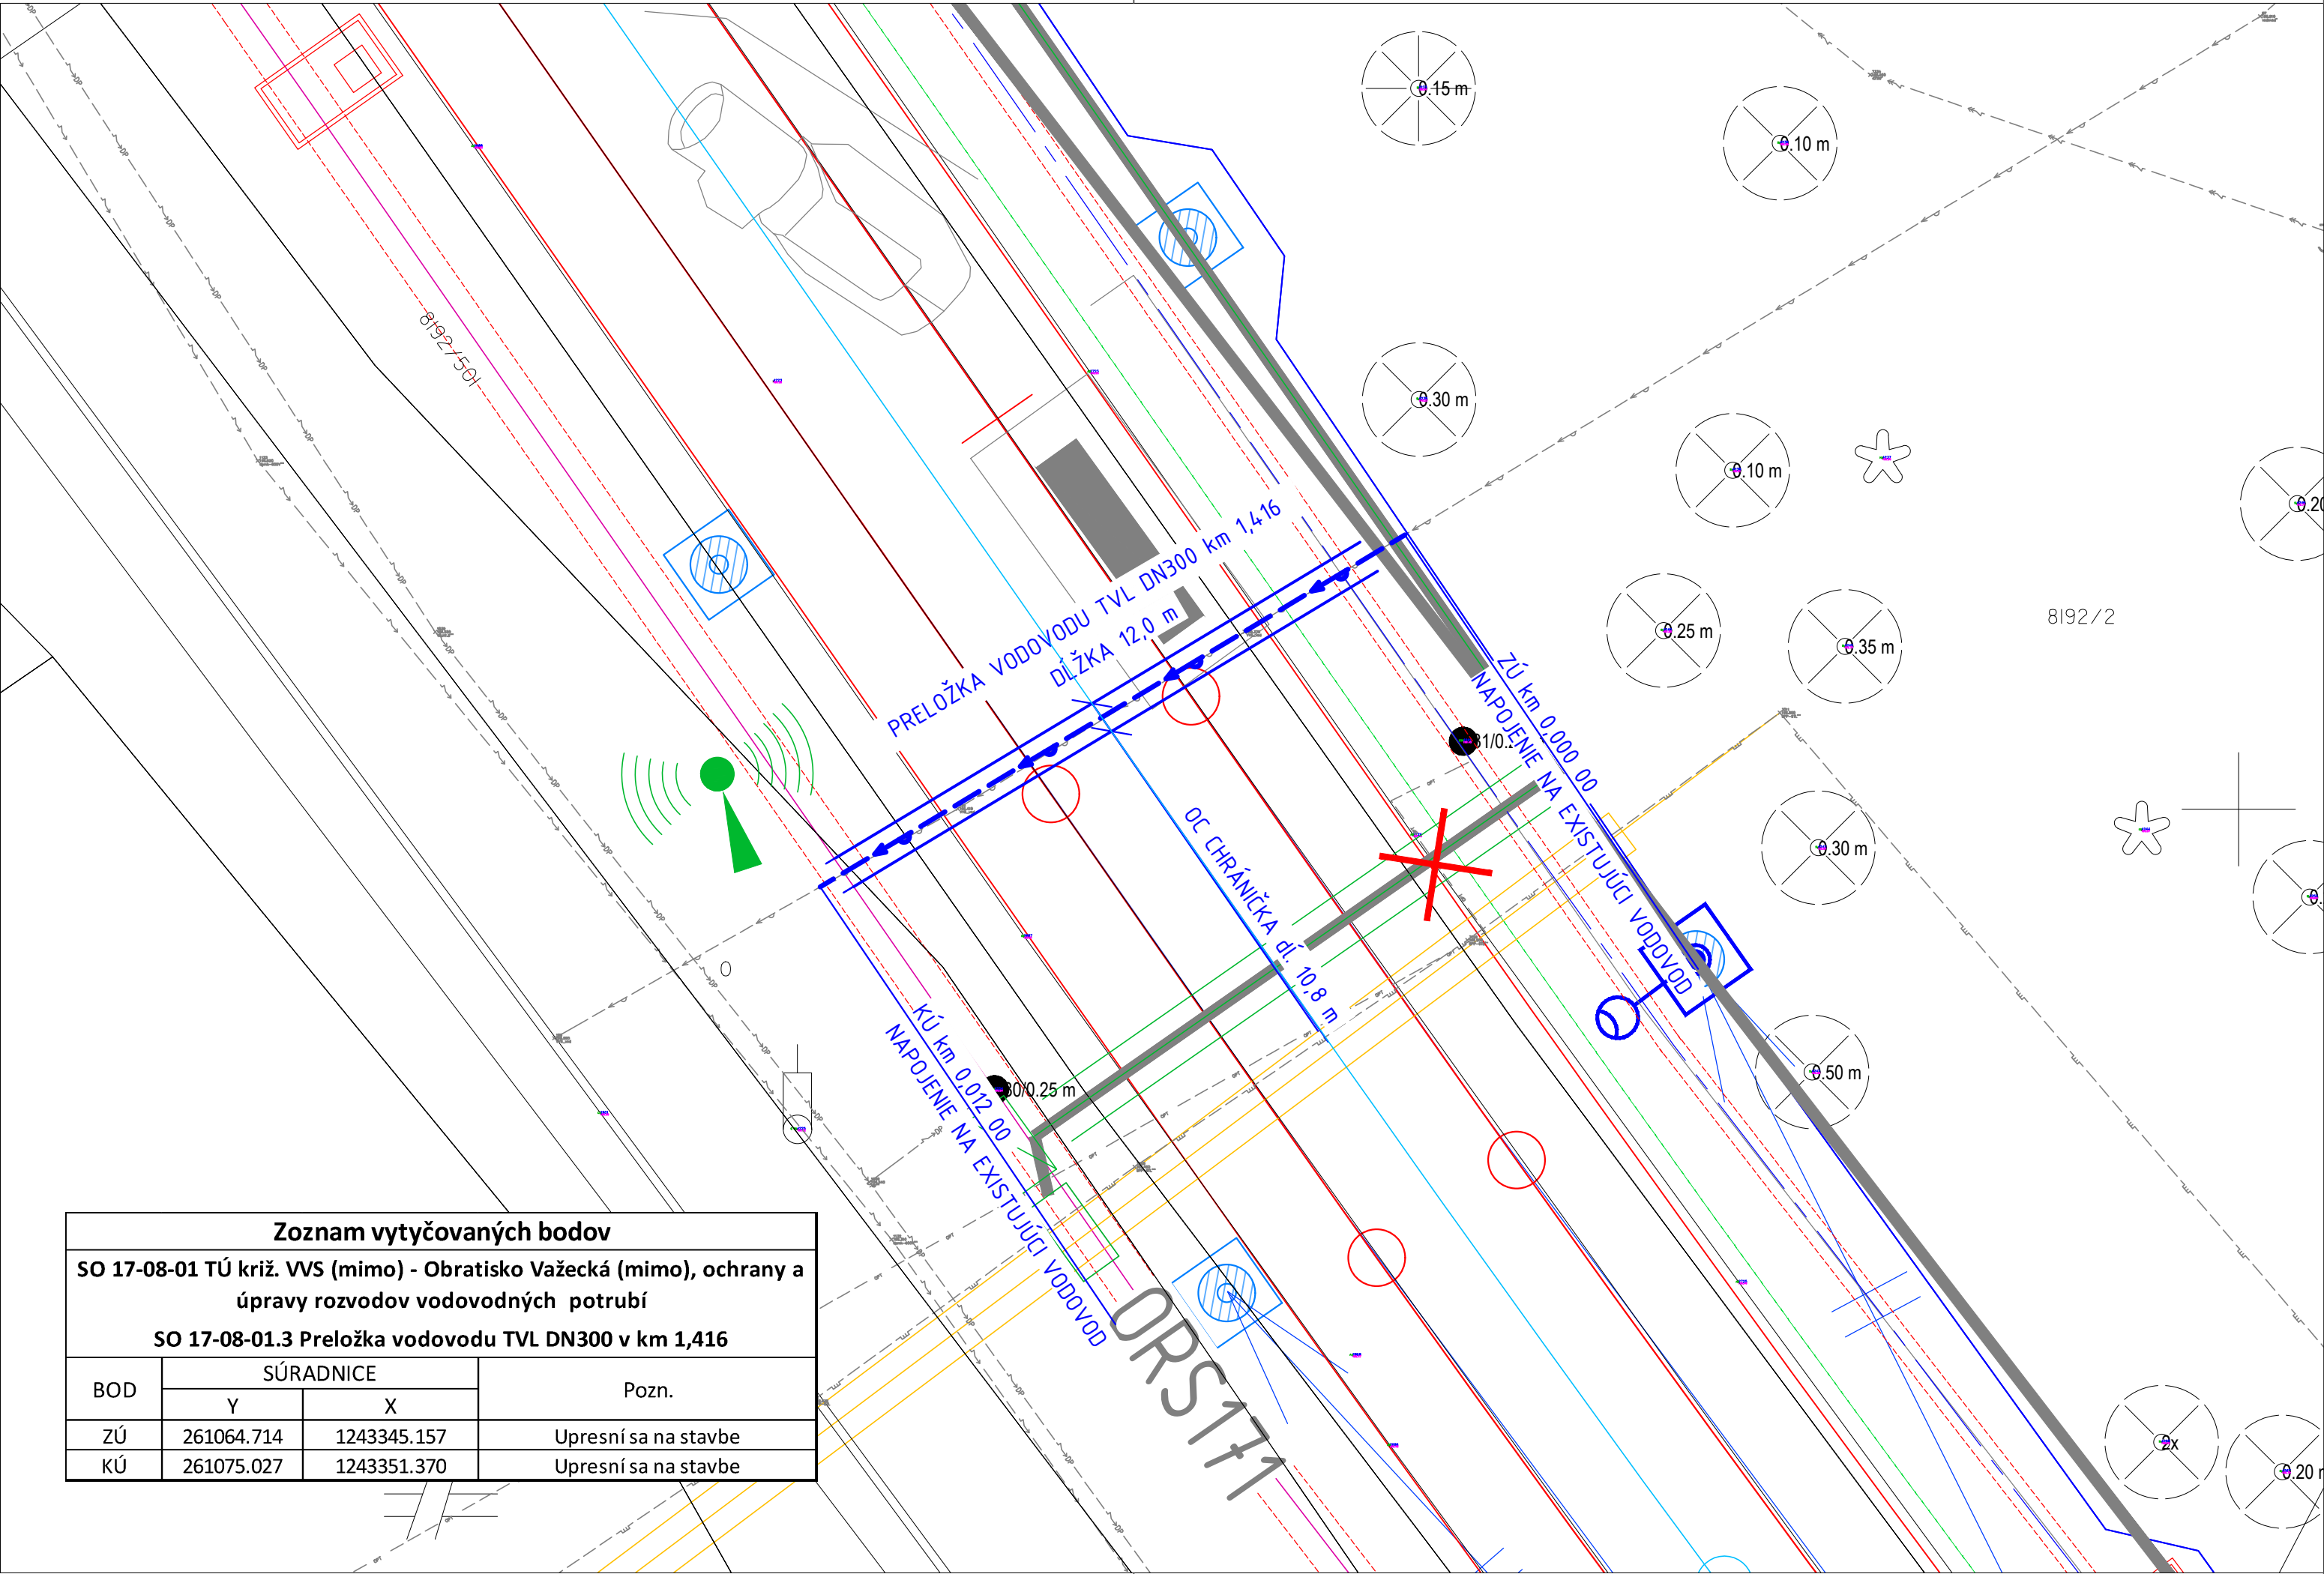 0.15 m
0.10 m
8192/501
0.30 m
0.10 m
PRELOŽKA VODOVODU TVL DN300 km 1,416
DĹŽKA 12,0 m
0.25 m
0.35 m
8192/2
ZÚ km 0,000 00
NAPOJENIE NA EXISTUJÚCI VODOVOD
0.30 m
OC CHRÁNIČKA dĺ. 10,8 m
0
KÚ km 0,012 00
NAPOJENIE NA EXISTUJÚCI VODOVOD
30/0.25 m
0.50 m
ORS171
2x
Zoznam vytyčovaných bodov
SO 17-08-01 TÚ križ. VVS (mimo) - Obratisko Važecká (mimo), ochrany a
úpravy rozvodov vodovodných potrubí
SO 17-08-01.3 Preložka vodovodu TVL DN300 v km 1,416
BOD SÚRADNICE Pozn.
Y X
ZÚ 261064.714 1243345.157 Upresní sa na stavbe
KÚ 261075.027 1243351.370 Upresní sa na stavbe